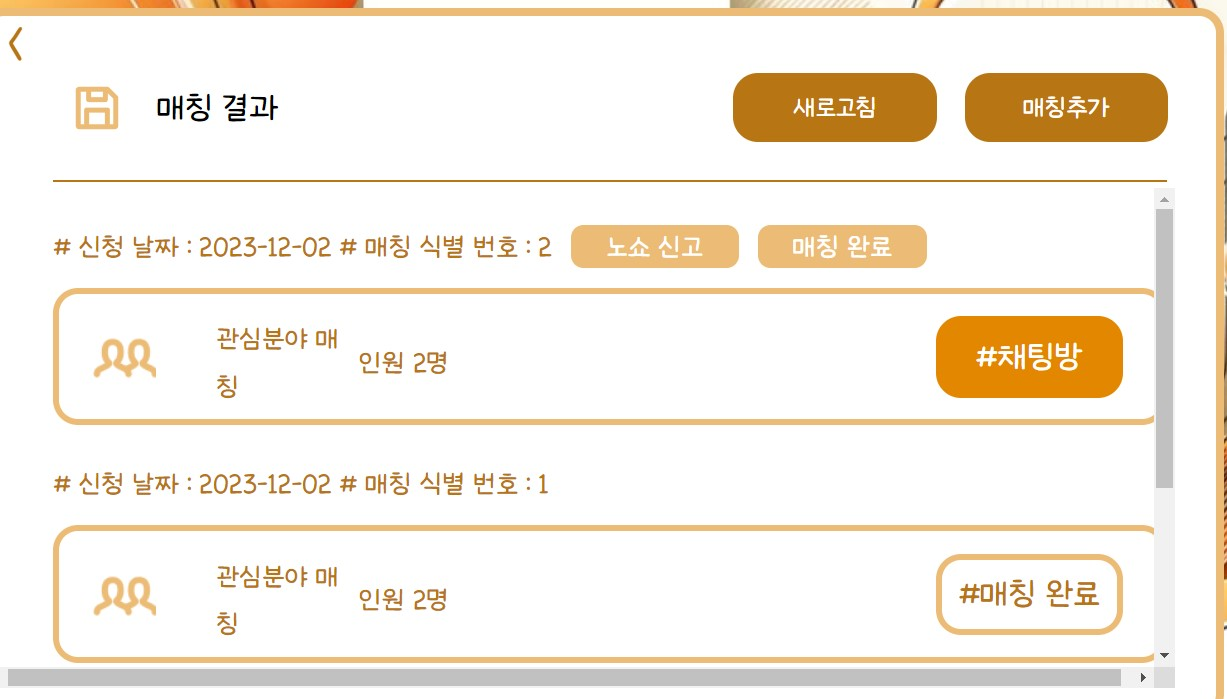 매칭 결과
새로고침
매칭추가
# 신청 날짜 : 2023-12-02 # 매칭 식별 번호 : 2
노쇼 신고
매칭 완료
관심분야 매
칭
인원 2명
#채팅방
# 신청 날짜 : 2023-12-02 # 매칭 식별 번호 : 1
관심분야 매
칭
인원 2명
#매칭 완료